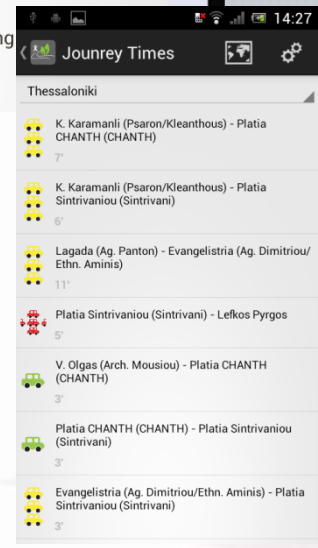 ng
14:27
Jounrey Times
Thessaloniki
K. Karamanli (Psaron/Kleanthous) - Platia
CHANTH (CHANTH)
7'
K. Karamanli (Psaron/Kleanthous) - Platia
Sintrivaniou (Sintrivani)
6'
Lagada (Ag. Panton) - Evangelistria (Ag. Dimitriou/
Ethn. Aminis)
11'
Platia Sintrivaniou (Sintrivani) - Lefkos Pyrgos
5'
V. Olgas (Arch. Mousiou) - Platia CHANTH
(CHANTH)
3'
Platia CHANTH (CHANTH) - Platia Sintrivaniou
(Sintrivani)
3'
Evangelistria (Ag. Dimitriou/Ethn. Aminis) - Platia
Sintrivaniou (Sintrivani)
3'